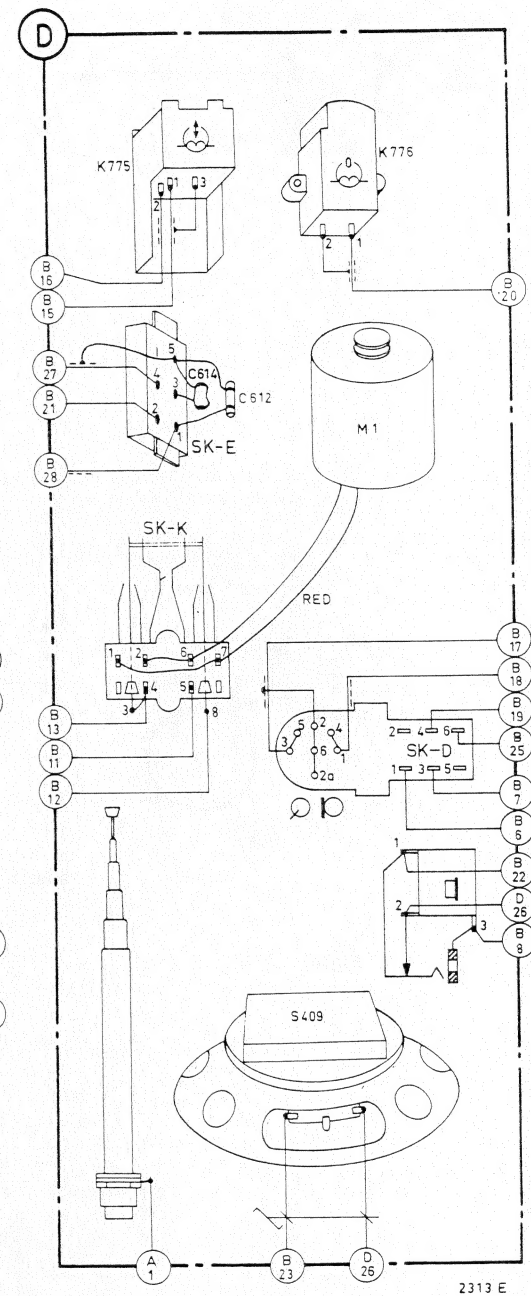 D
K775
K776
2 1 3
2 1
B 16
B 15
B 20
B 27
B 21
B 28
5
4
3
2
1
C614
C612
SK-E
M1
SK-K
RED
1 2 6 7
3 4 5 8
B 13
B 11
B 12
B 17
B 18
B 19
B 25
B 7
B 6
B 22
D 26
B 8
5 2 4
3 6 1
2a
2 4 6
SK-D
1 3 5
1
2
3
S409
A 1
B 23
D 26
2313 E